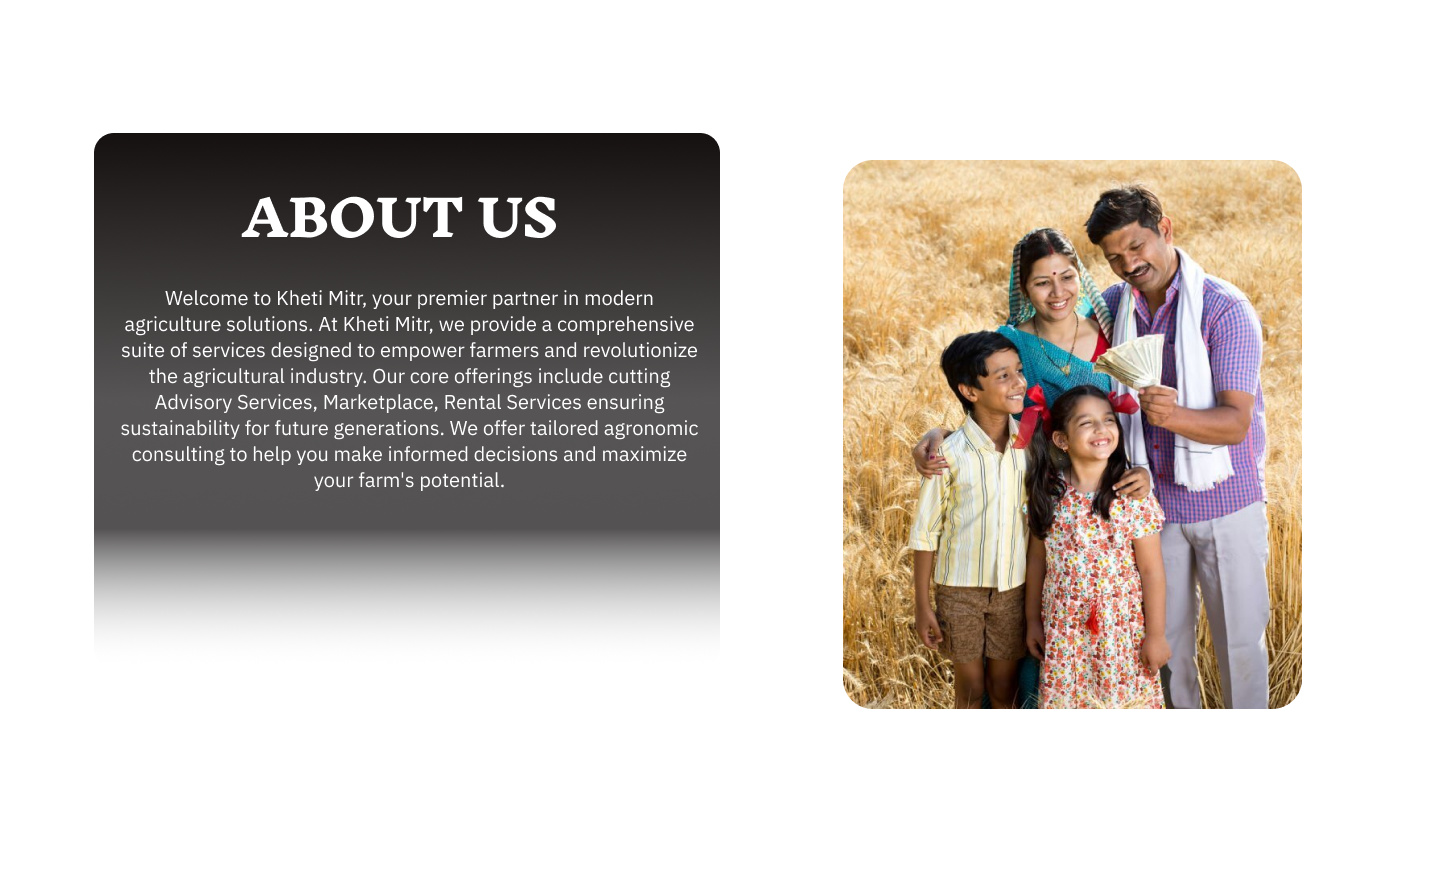 ABOUT US
Welcome to Kheti Mitr, your premier partner in modern
agriculture solutions. At Kheti Mitr, we provide a comprehensive
suite of services designed to empower farmers and revolutionize
the agricultural industry. Our core offerings include cutting
Advisory Services, Marketplace, Rental Services ensuring
sustainability for future generations. We offer tailored agronomic
consulting to help you make informed decisions and maximize
your farm's potential.